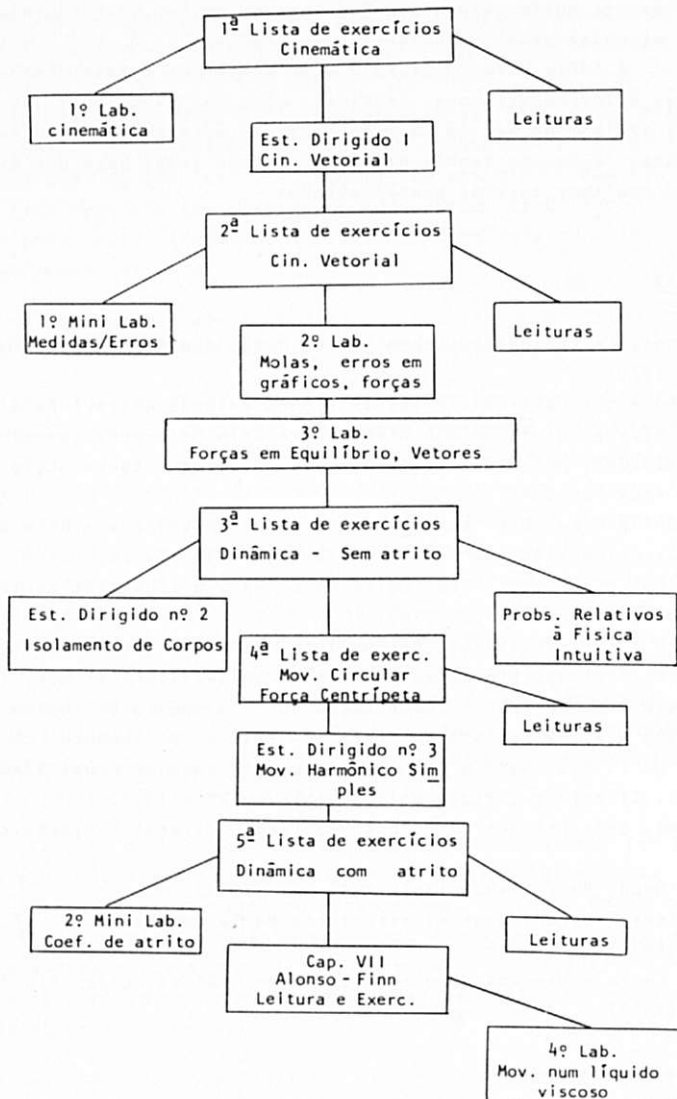 1ª Lista de exercícios
Cinemática
1º Lab.
cinemática
Est. Dirigido I
Cin. Vetorial
Leituras
2ª Lista de exercícios
Cin. Vetorial
1º Mini Lab.
Medidas/Erros
2º Lab.
Molas, erros em
gráficos, forças
Leituras
3º Lab.
Forças em Equilíbrio, Vetores
3ª Lista de exercícios
Dinâmica - Sem atrito
Est. Dirigido nº 2
Isolamento de Corpos
4ª Lista de exerc.
Mov. Circular
Força Centrípeta
Probs. Relativos
à Fisica
Intuitiva
Leituras
Est. Dirigido nº 3
Mov. Harmônico Sim
ples
5ª Lista de exercícios
Dinâmica com atrito
2º Mini Lab.
Coef. de atrito
Cap. VII
Alonso - Finn
Leitura e Exerc.
Leituras
4º Lab.
Mov. num líquido
viscoso